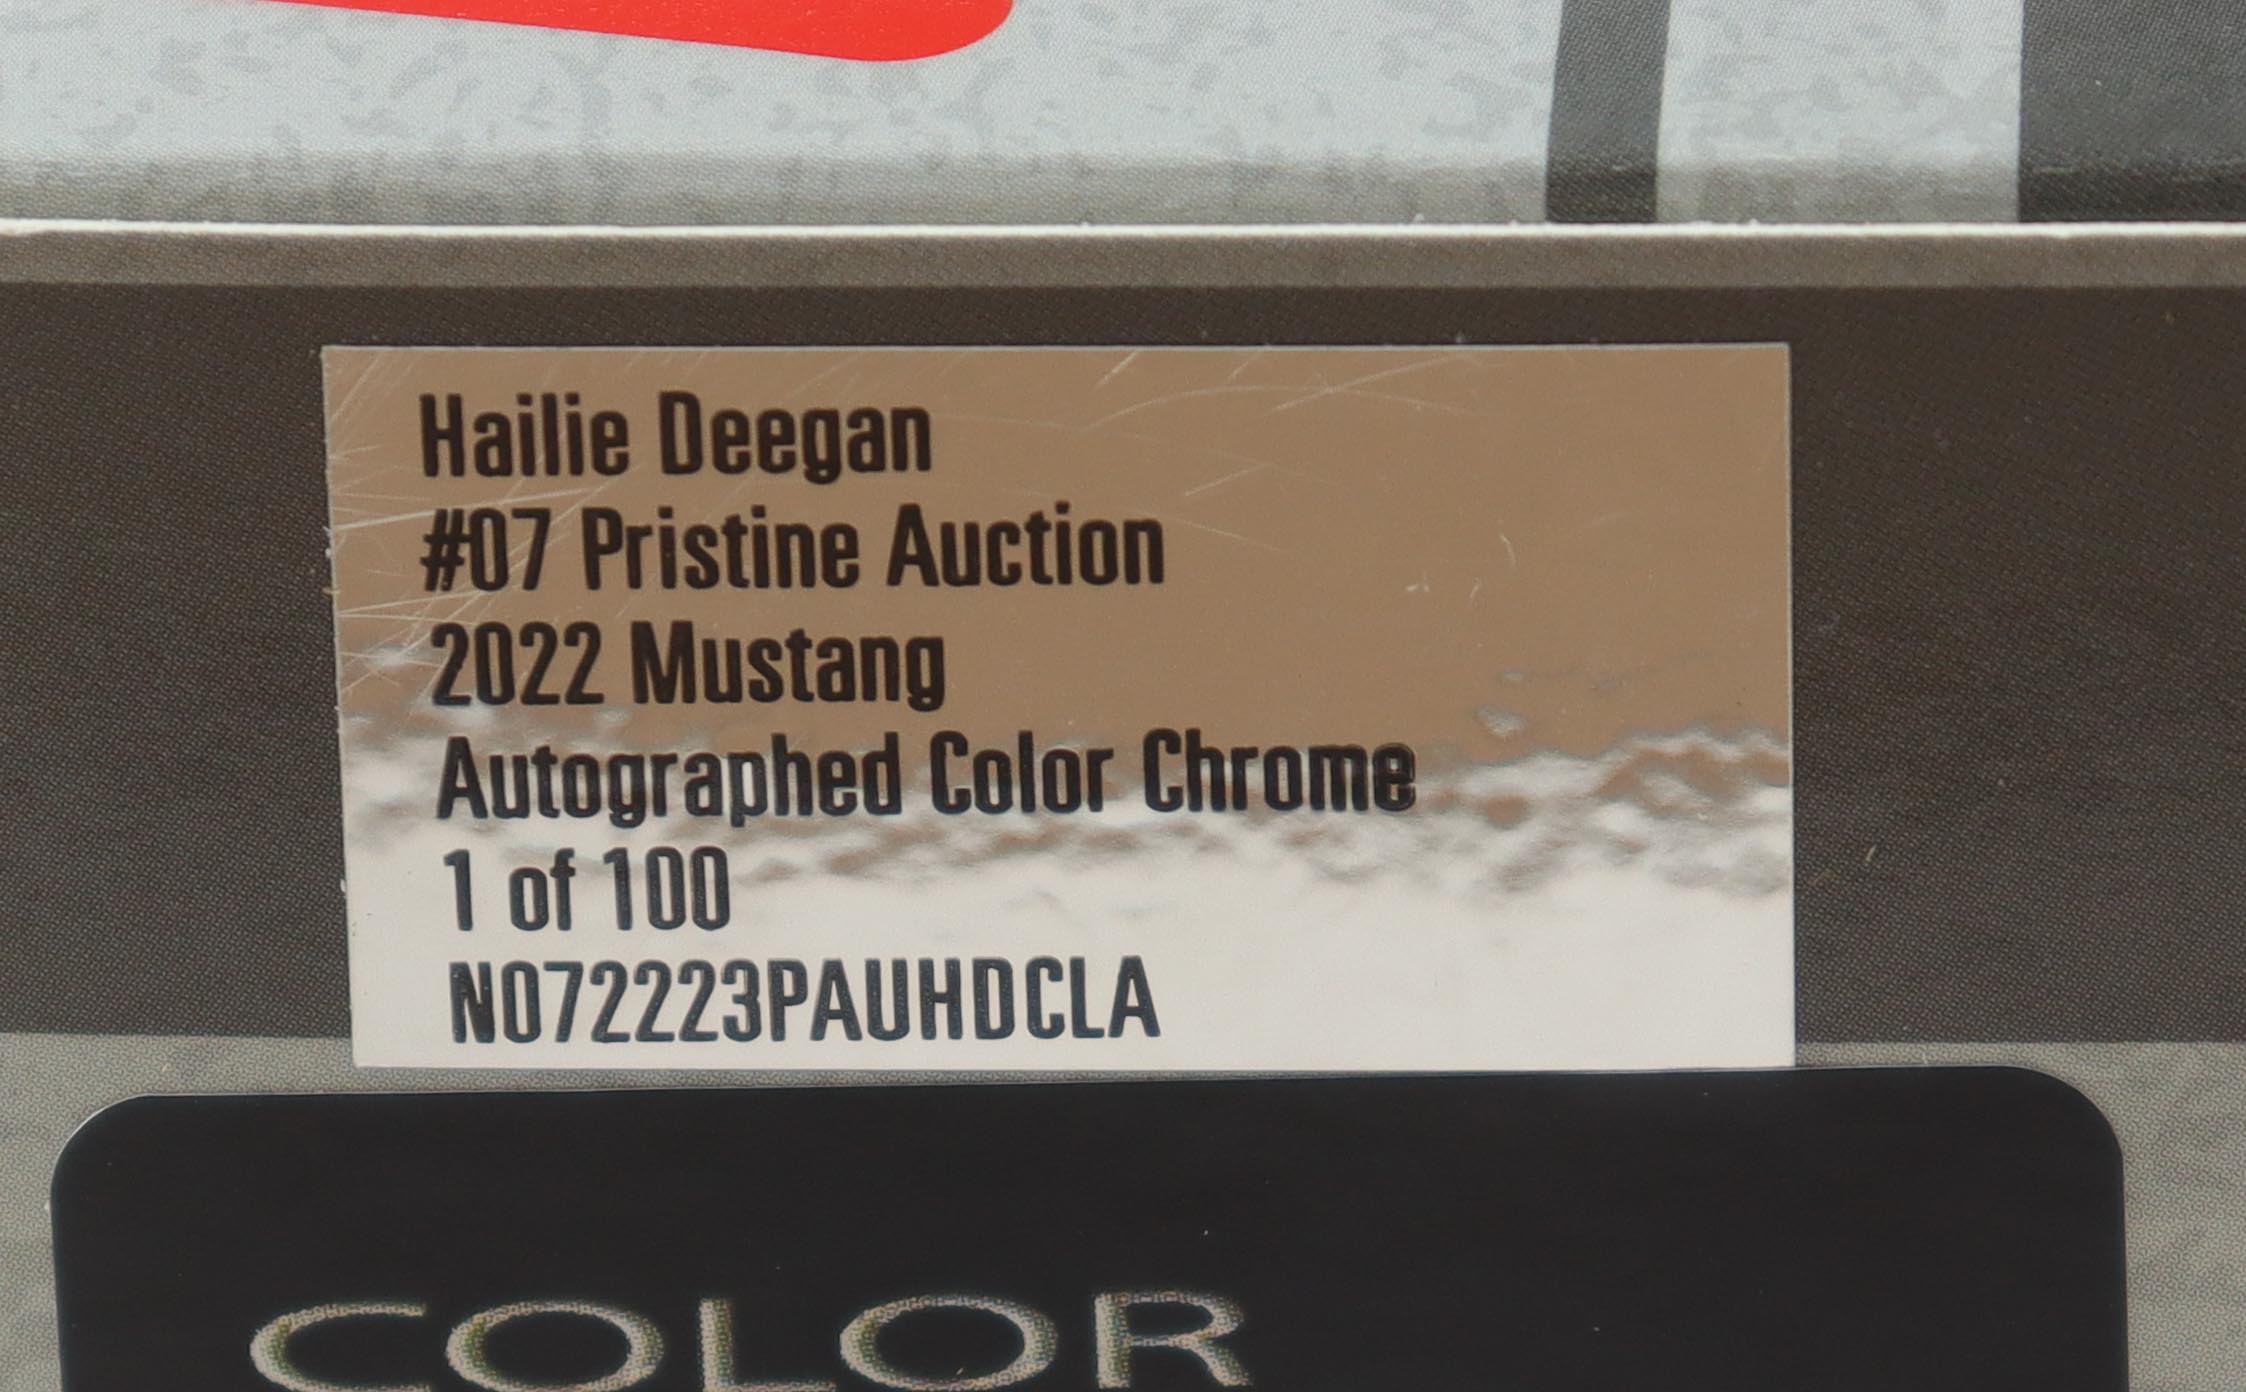 Hailie Deegan
#07 Pristine Auction
2022 Mustang
Autographed Color Chrome
1 of 100
N072223PAUHDCLA
COLOR